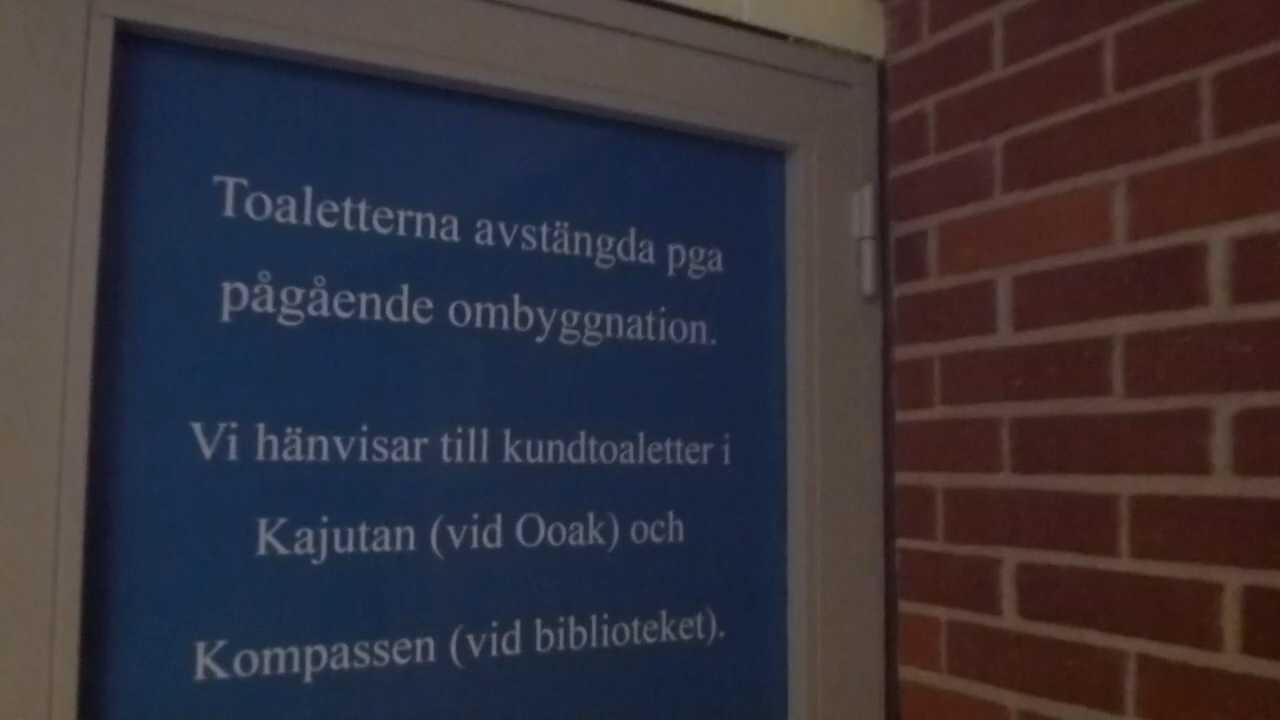 Toaletterna avstängda pga
pågående ombyggnation.
Vi hänvisar till kundtoaletter i
Kajutan (vid Ooak) och
Kompassen (vid biblioteket).